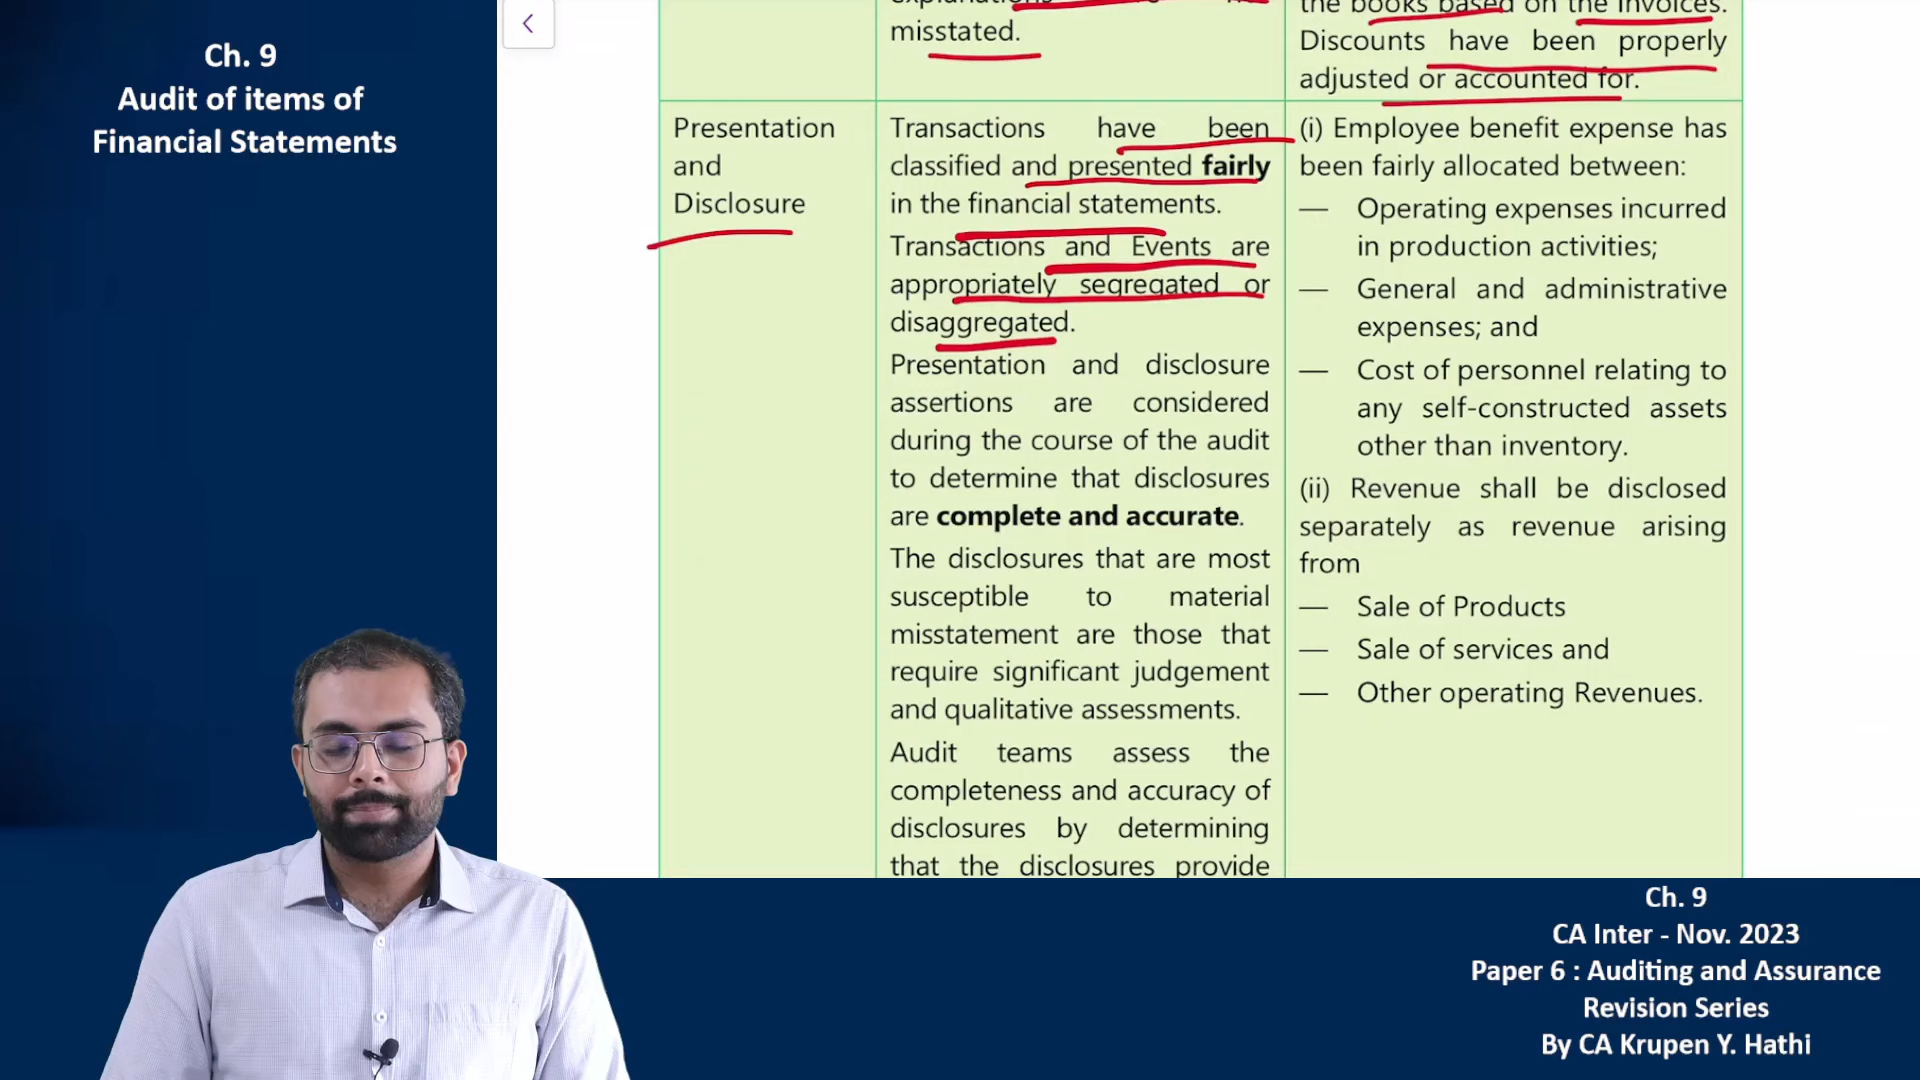 Ch. 9
Audit of items of
Financial Statements
misstated.
the books based on the invoices.
Discounts have been properly
adjusted or accounted for.
Presentation
and
Disclosure
Transactions have been
classified and presented fairly
in the financial statements.
Transactions and Events are
appropriately segregated or
disaggregated.
Presentation and disclosure
assertions are considered
during the course of the audit
to determine that disclosures
are complete and accurate.
The disclosures that are most
susceptible to material
misstatement are those that
require significant judgement
and qualitative assessments.
Audit teams assess the
completeness and accuracy of
disclosures by determining
that the disclosures provide
(i) Employee benefit expense has
been fairly allocated between:
— Operating expenses incurred
in production activities;
— General and administrative
expenses; and
— Cost of personnel relating to
any self-constructed assets
other than inventory.
(ii) Revenue shall be disclosed
separately as revenue arising
from
— Sale of Products
— Sale of services and
— Other operating Revenues.
Ch. 9
CA Inter - Nov. 2023
Paper 6 : Auditing and Assurance
Revision Series
By CA Krupen Y. Hathi